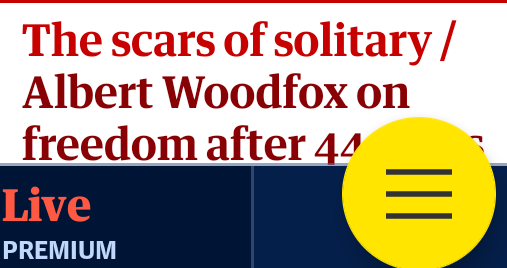 The scars of solitary /
Albert Woodfox on
freedom after 44
Live
PREMIUM